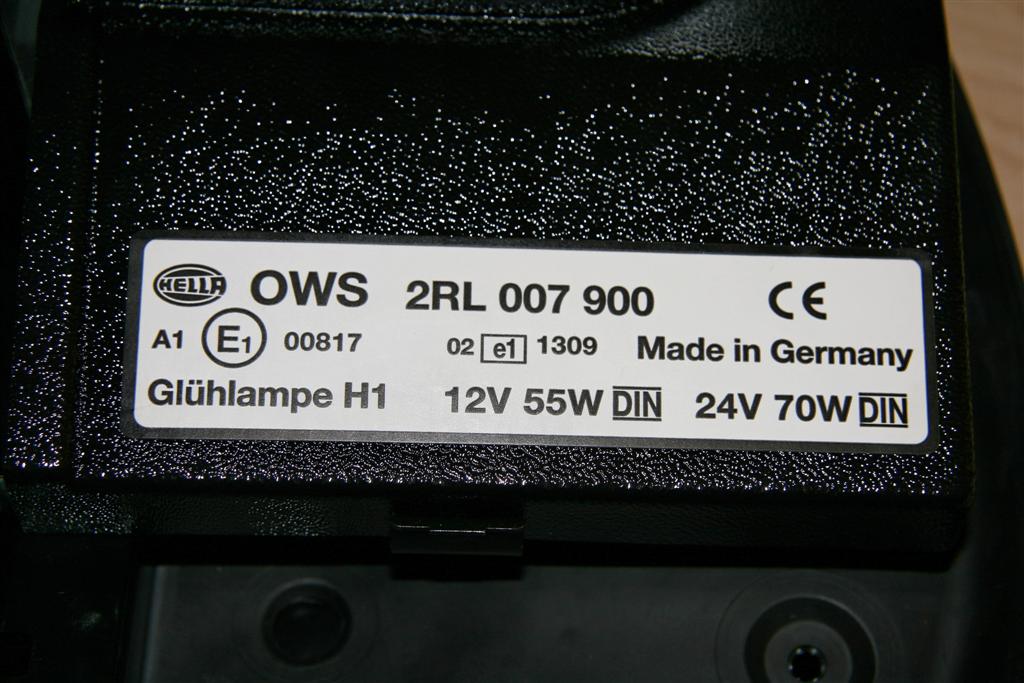 HELLA OWS 2RL 007 900 CE
A1 E1 00817 02 e1 1309 Made in Germany
Glühlampe H1 12V 55W DIN 24V 70W DIN